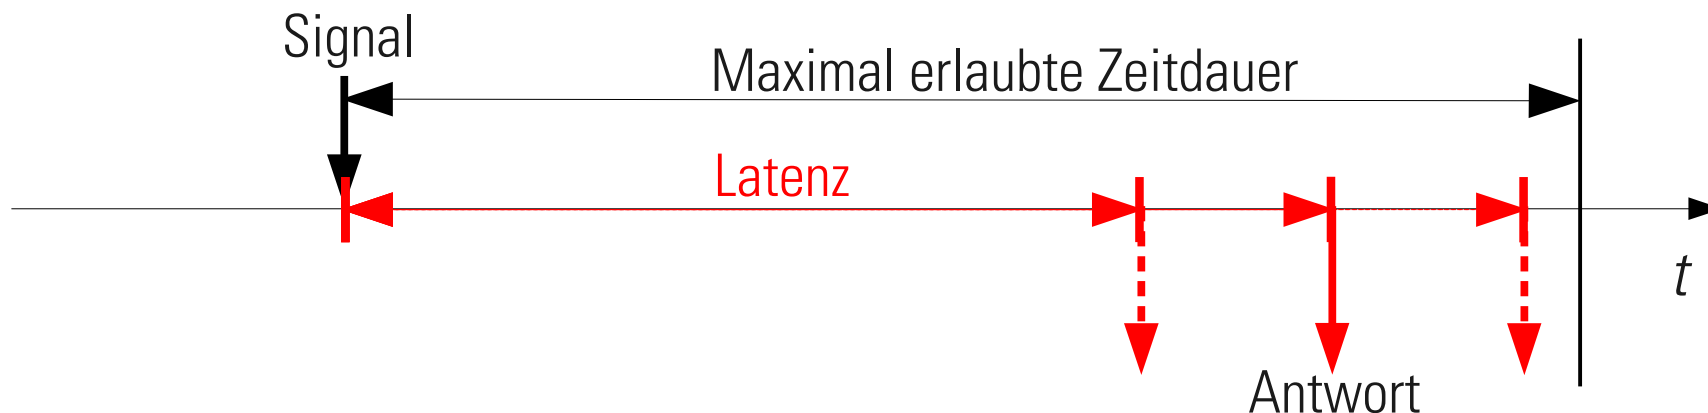 Signal
Maximal erlaubte Zeitdauer
Latenz
t
Antwort